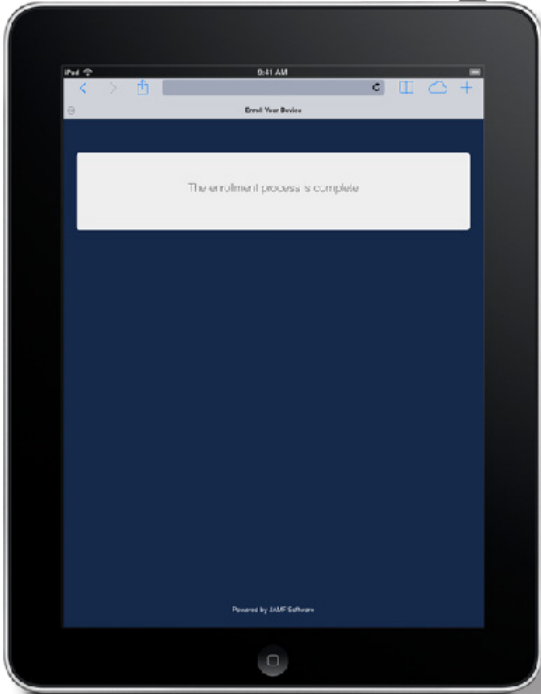 iPad 9:41 AM
Enroll Your Device
The enrollment process is complete
Powered by JAMF Software